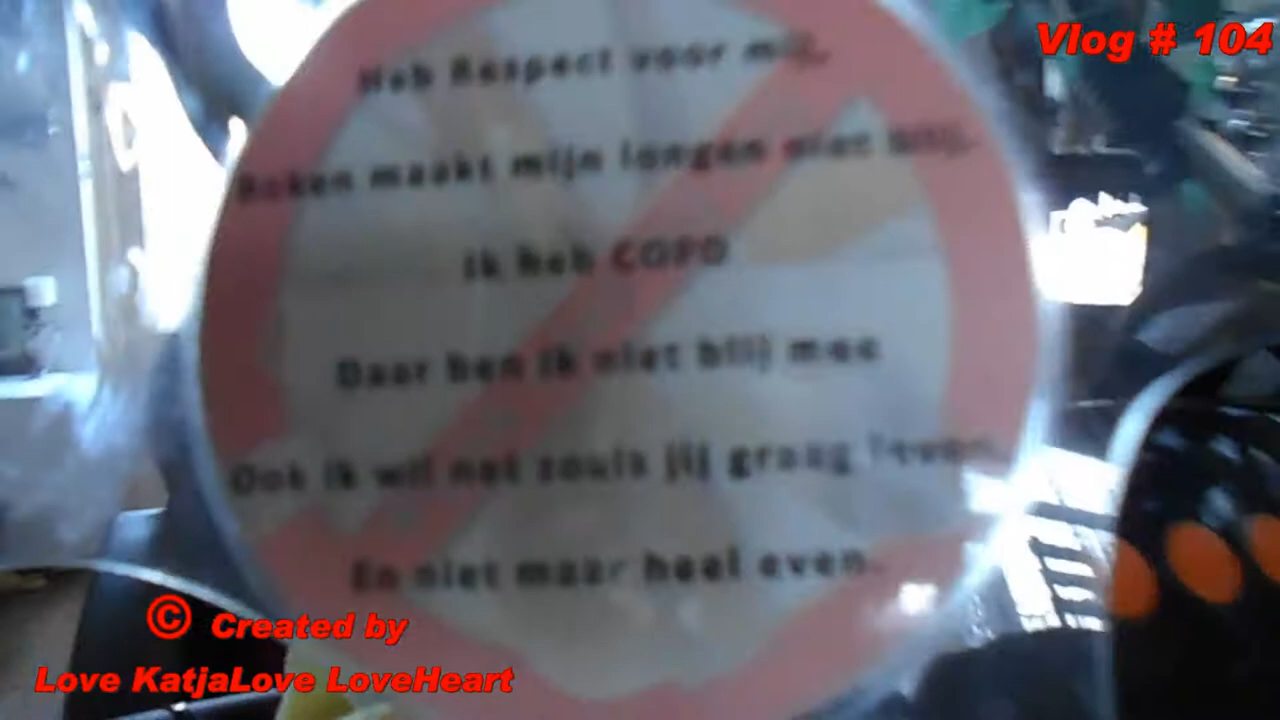 Vlog # 104
Heb Respect voor mij,
Roken maakt mijn longen niet blij.
Ik heb COPD
Daar ben ik niet blij mee
Ook ik wil net zoals jij graag leven
En niet maar heel even.
© Created by
Love KatjaLove LoveHeart